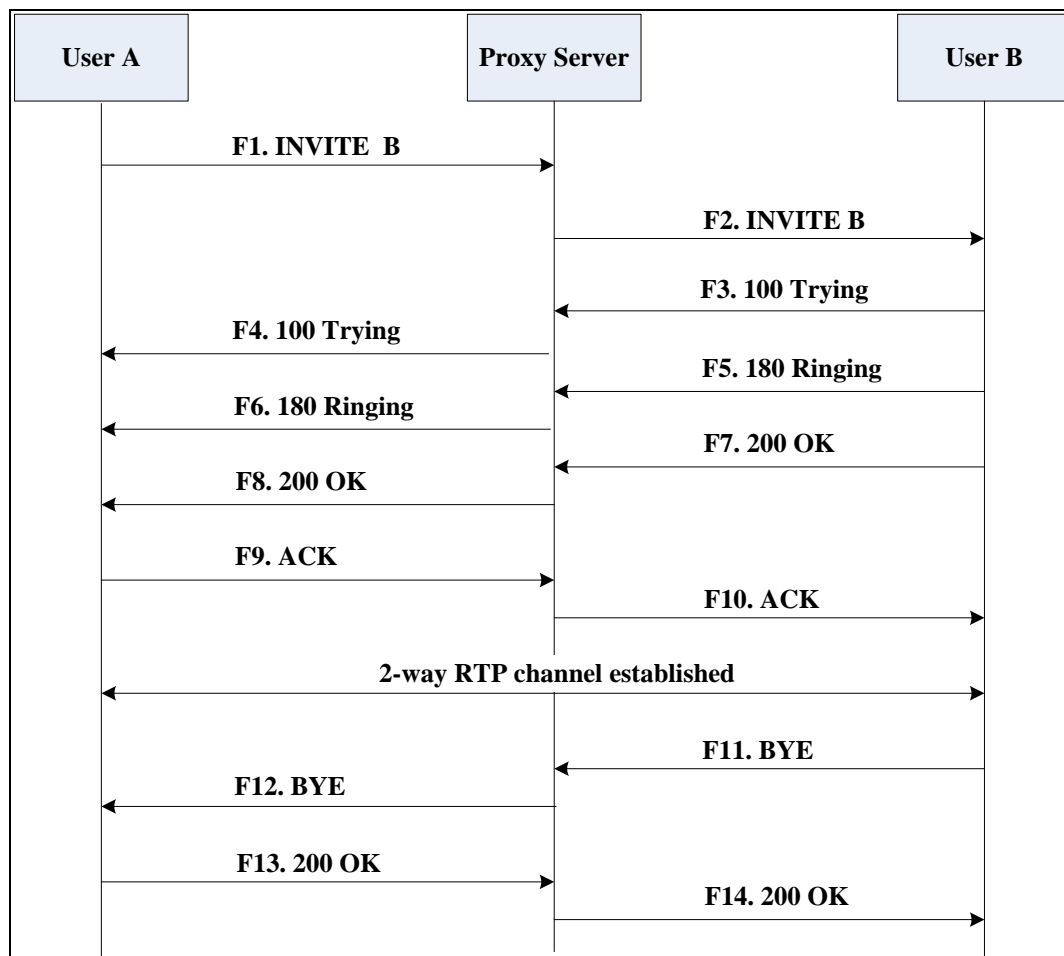 User A
Proxy Server
User B
F1. INVITE  B
F2. INVITE B
F3. 100 Trying
F4. 100 Trying
F5. 180 Ringing
F6. 180 Ringing
F7. 200 OK
F8. 200 OK
F9. ACK
F10. ACK
2-way RTP channel established
F11. BYE
F12. BYE
F13. 200 OK
F14. 200 OK